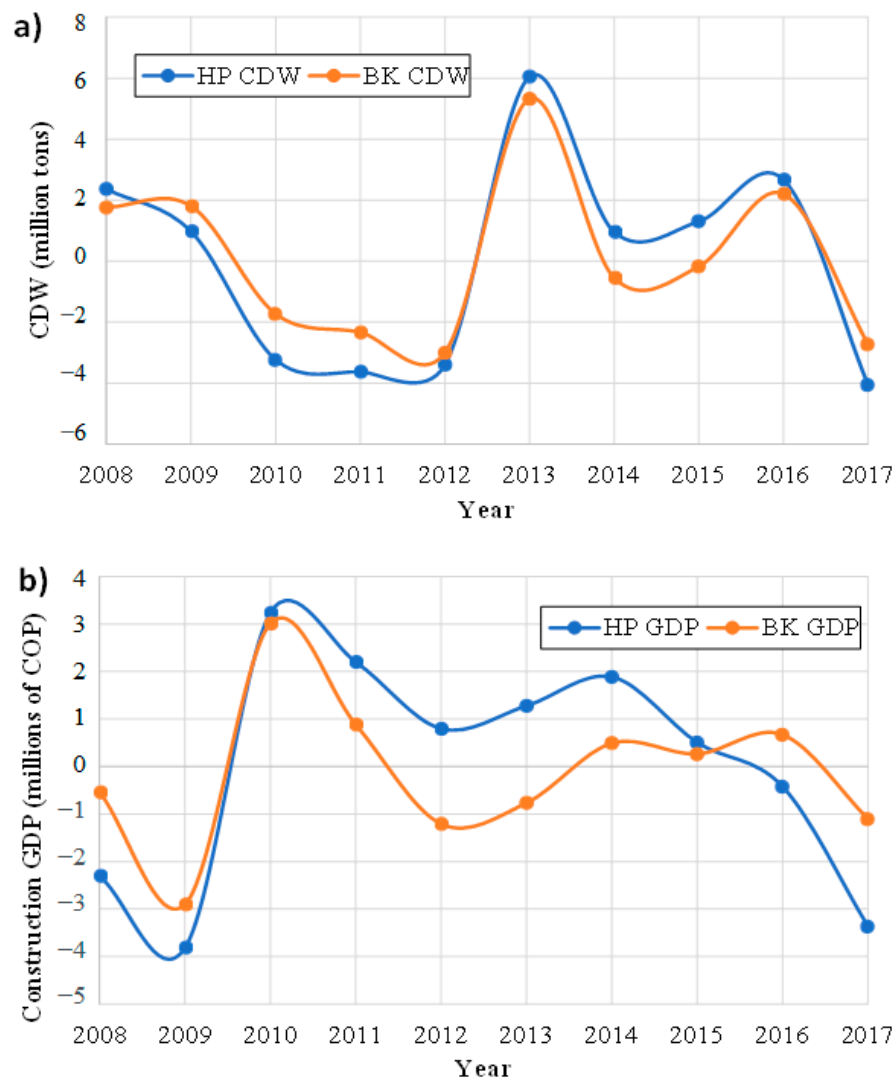 a)
CDW (million tons)
8
6
4
2
0
−2
−4
−6
HP CDW BK CDW
2008 2009 2010 2011 2012 2013 2014 2015 2016 2017
Year
b)
Construction GDP (millions of COP)
4
3
2
1
0
−1
−2
−3
−4
−5
HP GDP BK GDP
2008 2009 2010 2011 2012 2013 2014 2015 2016 2017
Year